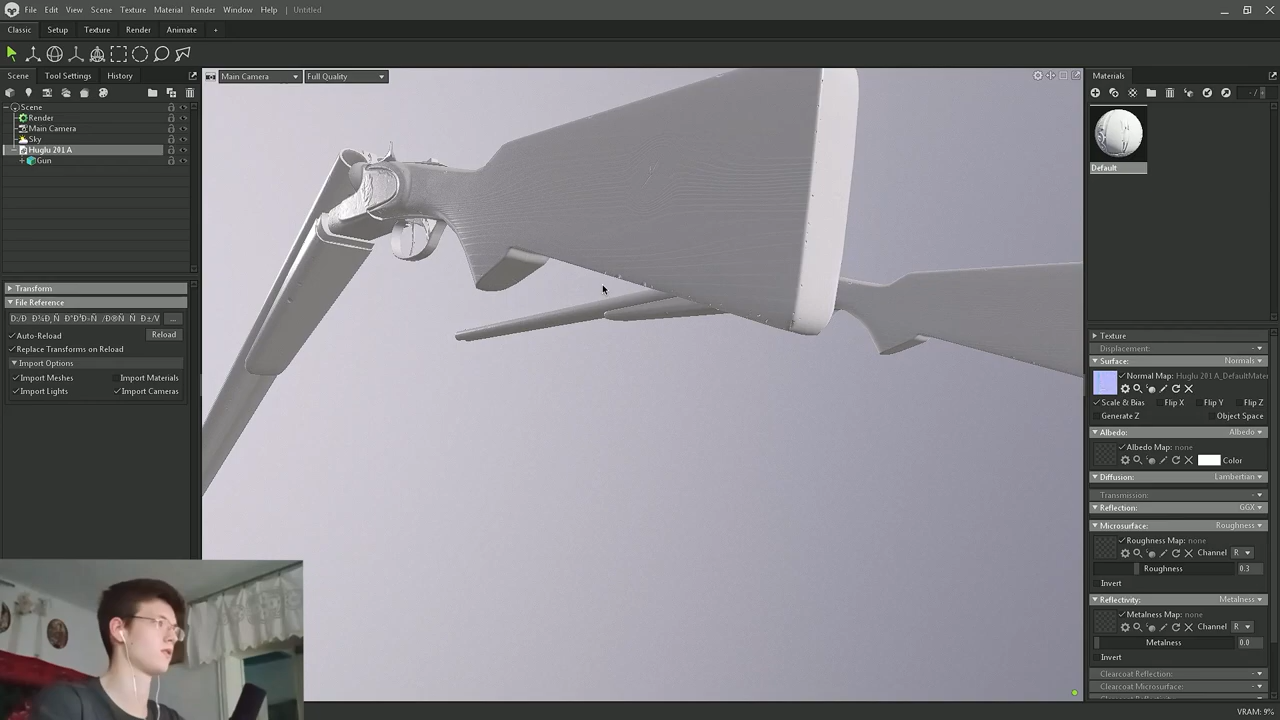 File Edit View Scene Texture Material Render Window Help Untitled
Classic Setup Texture Render Animate +
Scene Tool Settings History
Main Camera Full Quality
Materials
Scene
Render
Main Camera
Sky
Huglu 201 A
Gun
Default
Transform
File Reference
...
Auto-Reload Reload
Replace Transforms on Reload
Import Options
Import Meshes Import Materials
Import Lights Import Cameras
Texture
Displacement:
Surface: Normals
Normal Map: Huglu 201 A_DefaultMater
Scale & Bias Flip X Flip Y Flip Z
Generate Z Object Space
Albedo: Albedo
Albedo Map: none
Color
Diffusion: Lambertian
Transmission:
Reflection: GGX
Microsurface: Roughness
Roughness Map: none
Channel R
Roughness 0.3
Invert
Reflectivity: Metalness
Metalness Map: none
Channel R
Metalness 0.0
Invert
Clearcoat Reflection:
Clearcoat Microsurface:
VRAM: 9%